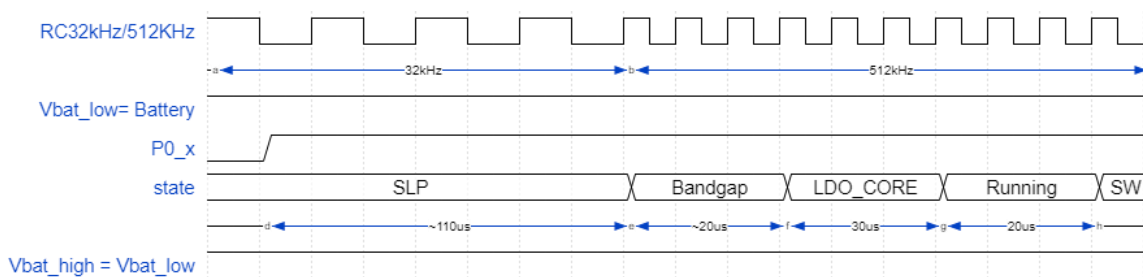 RC32kHz/512KHz
a 32kHz b 512kHz
Vbat_low= Battery
P0_x
state SLP Bandgap LDO_CORE Running SW
d ~110us e ~20us f 30us g 20us h
Vbat_high = Vbat_low